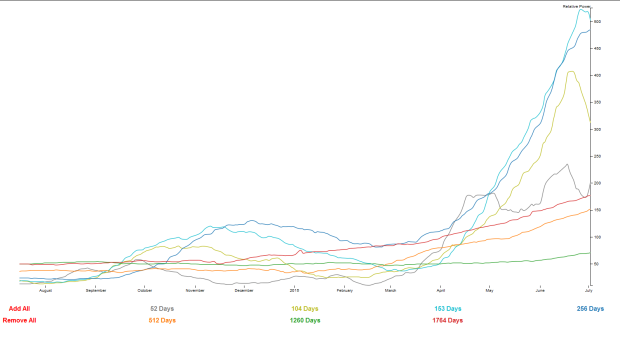 Relative Power
500
450
400
350
300
250
200
150
100
50
August September October November December 2019 February March April May June July
Add All 52 Days 104 Days 153 Days 256 Days
Remove All 512 Days 1260 Days 1764 Days